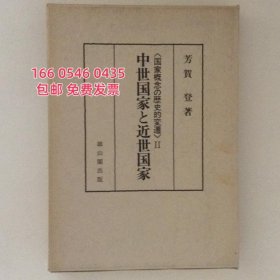 芳賀 登著
〈国家概念の歴史的変遷〉II
中世国家と近世国家
雄山閣出版
166 0546 0435
包邮 免费发票